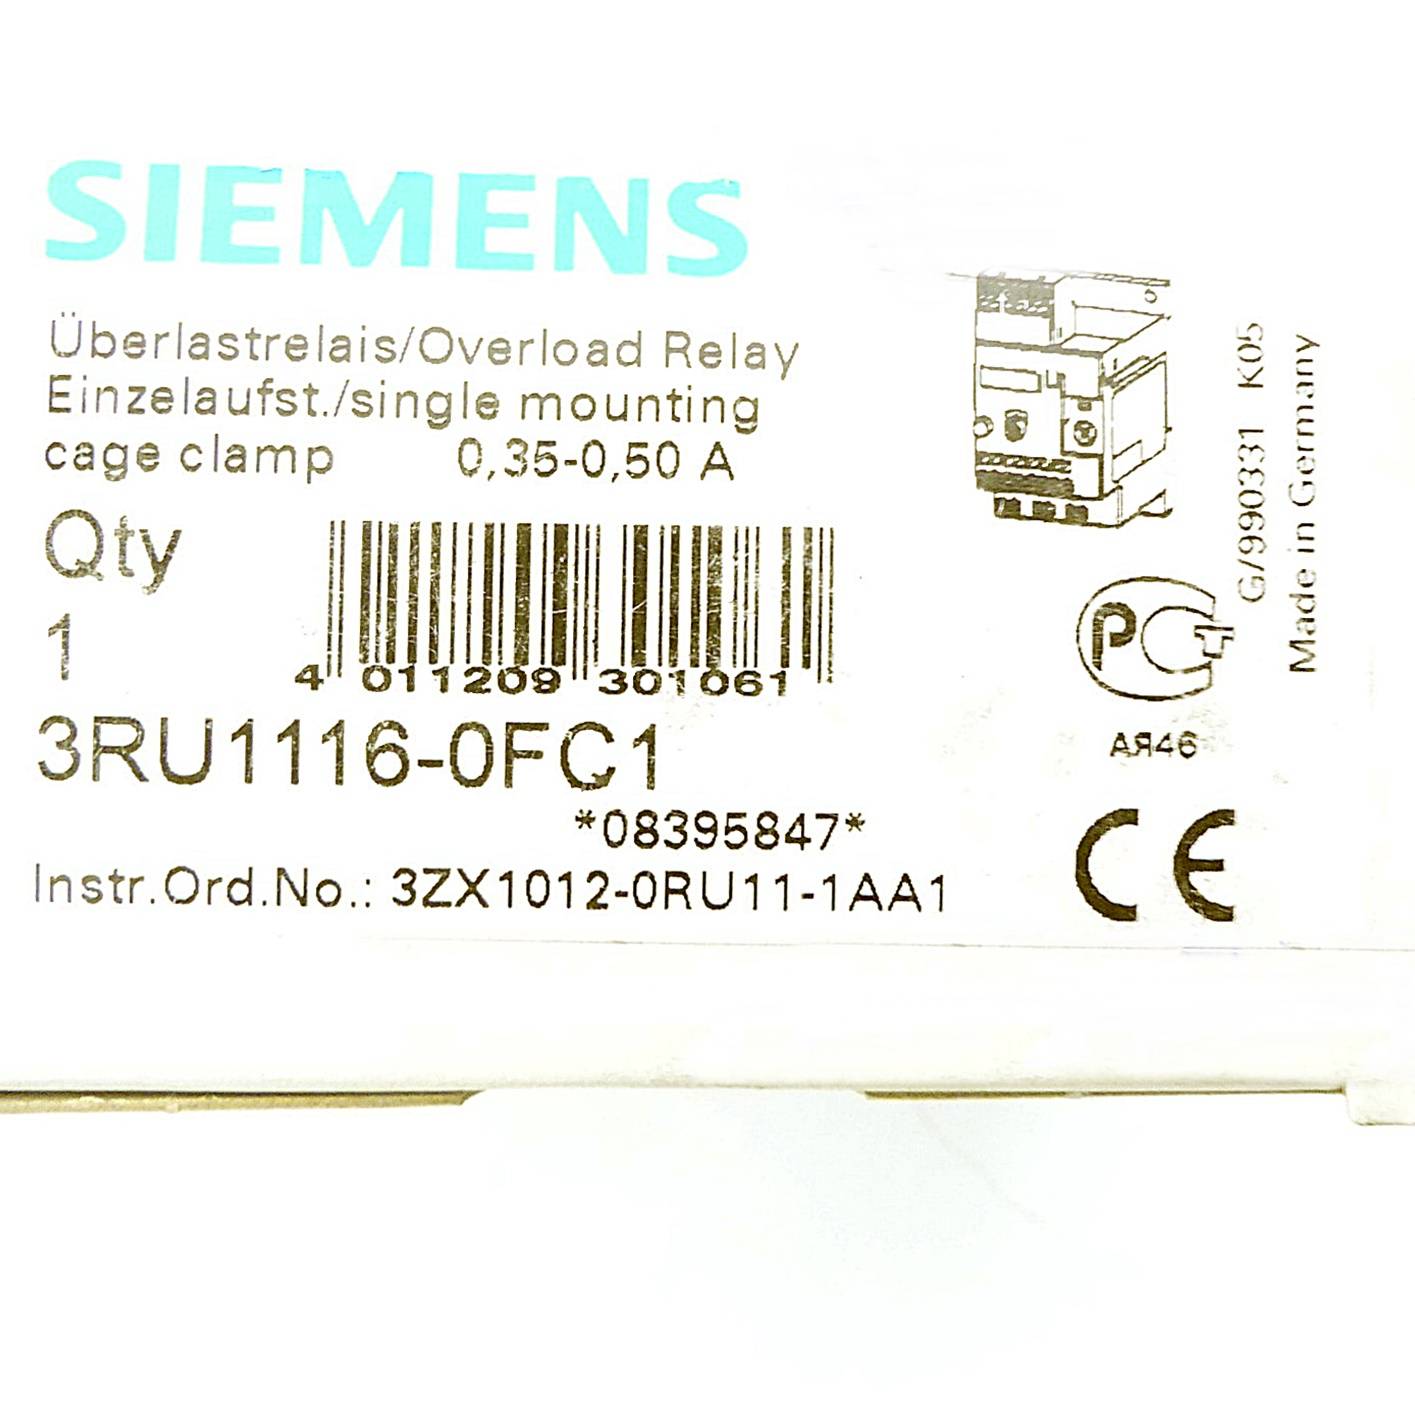 SIEMENS
Überlastrelais/Overload Relay
Einzelaufst./single mounting
cage clamp 0,35-0,50 A
Qty
1
4 011209 301061
3RU1116-0FC1
*08395847*
Instr.Ord.No.: 3ZX1012-0RU11-1AA1
G/990331 K05
Made in Germany
PCT
АЯ46
CE